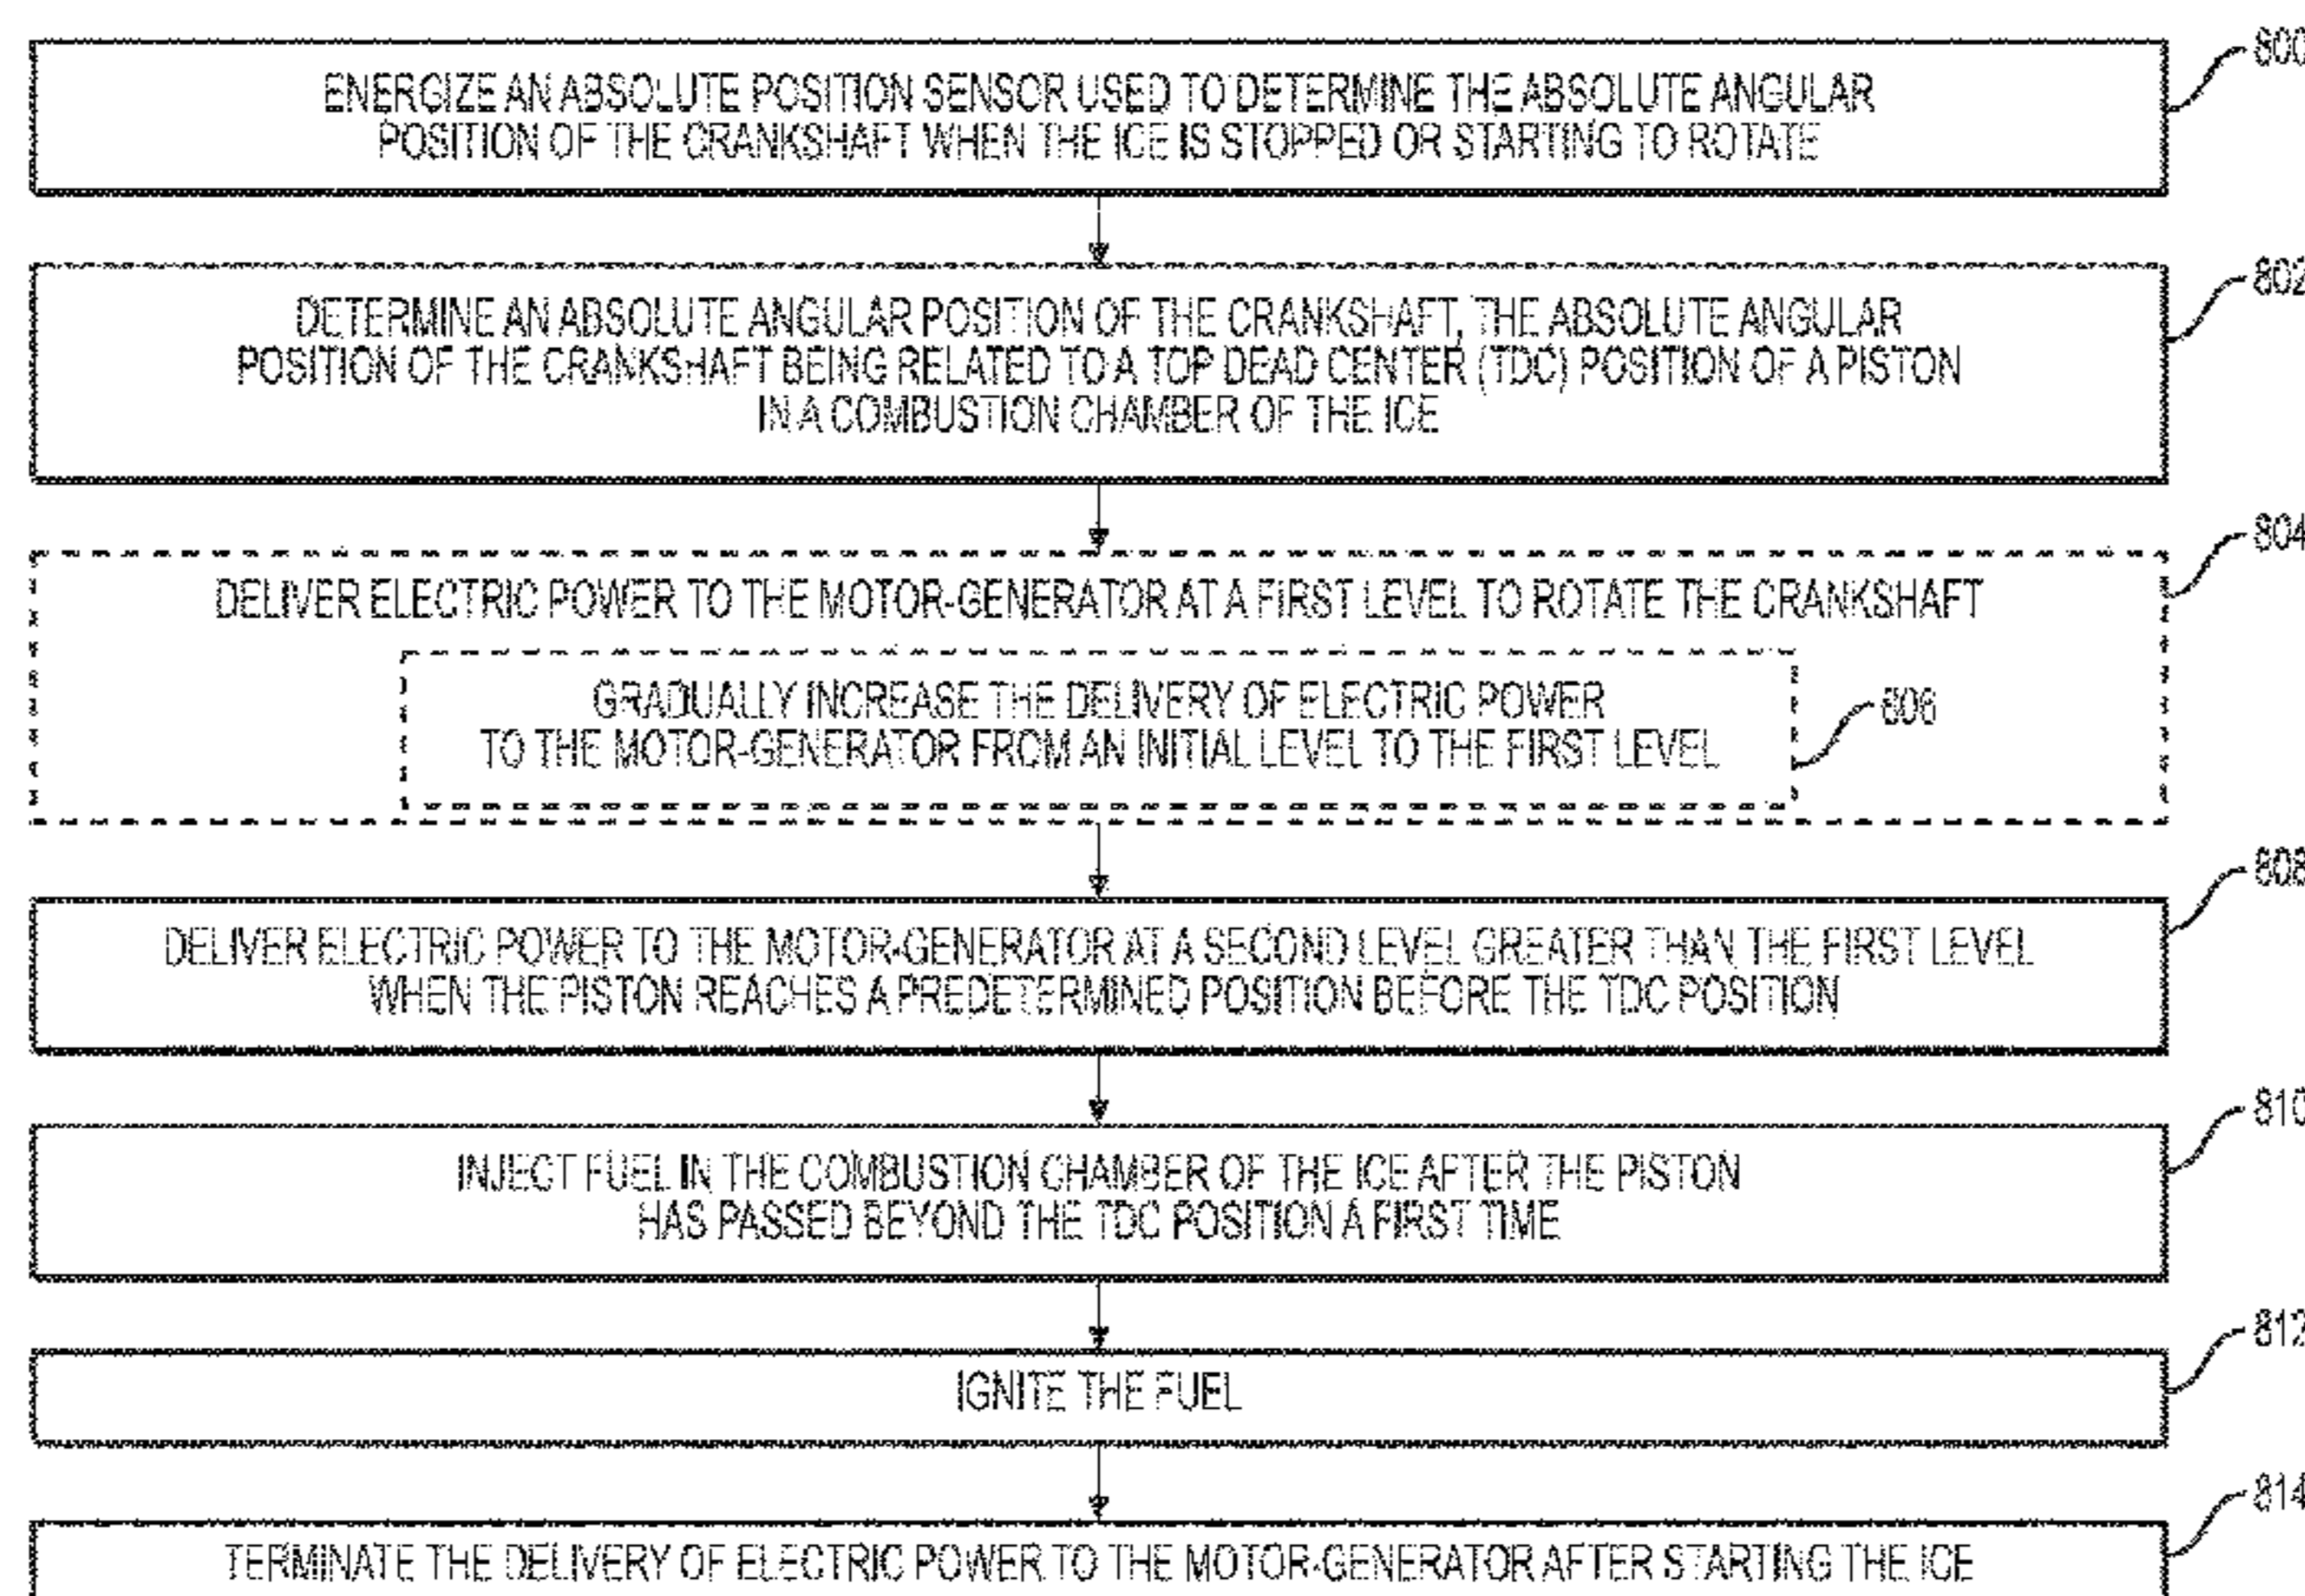 800
ENERGIZE AN ABSOLUTE POSITION SENSOR USED TO DETERMINE THE ABSOLUTE ANGULAR
POSITION OF THE CRANKSHAFT WHEN THE ICE IS STOPPED OR STARTING TO ROTATE
802
DETERMINE AN ABSOLUTE ANGULAR POSITION OF THE CRANKSHAFT, THE ABSOLUTE ANGULAR
POSITION OF THE CRANKSHAFT BEING RELATED TO A TOP DEAD CENTER (TDC) POSITION OF A PISTON
IN A COMBUSTION CHAMBER OF THE ICE
804
DELIVER ELECTRIC POWER TO THE MOTOR-GENERATOR AT A FIRST LEVEL TO ROTATE THE CRANKSHAFT
GRADUALLY INCREASE THE DELIVERY OF ELECTRIC POWER
TO THE MOTOR-GENERATOR FROM AN INITIAL LEVEL TO THE FIRST LEVEL
806
808
DELIVER ELECTRIC POWER TO THE MOTOR-GENERATOR AT A SECOND LEVEL GREATER THAN THE FIRST LEVEL
WHEN THE PISTON REACHES A PREDETERMINED POSITION BEFORE THE TDC POSITION
810
INJECT FUEL IN THE COMBUSTION CHAMBER OF THE ICE AFTER THE PISTON
HAS PASSED BEYOND THE TDC POSITION A FIRST TIME
812
IGNITE THE FUEL
814
TERMINATE THE DELIVERY OF ELECTRIC POWER TO THE MOTOR-GENERATOR AFTER STARTING THE ICE